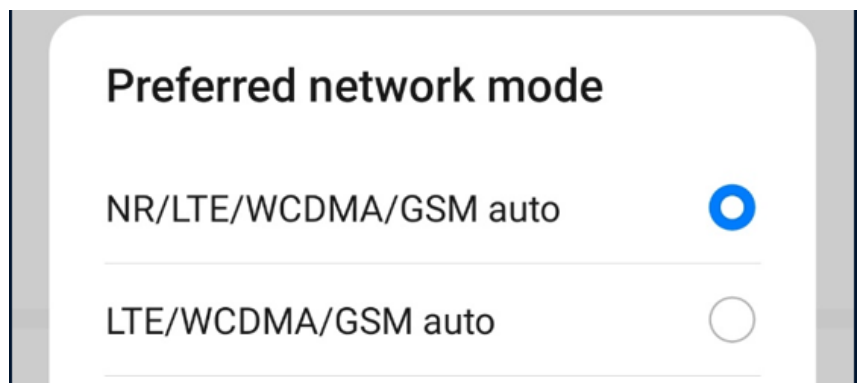 Preferred network mode
NR/LTE/WCDMA/GSM auto
LTE/WCDMA/GSM auto